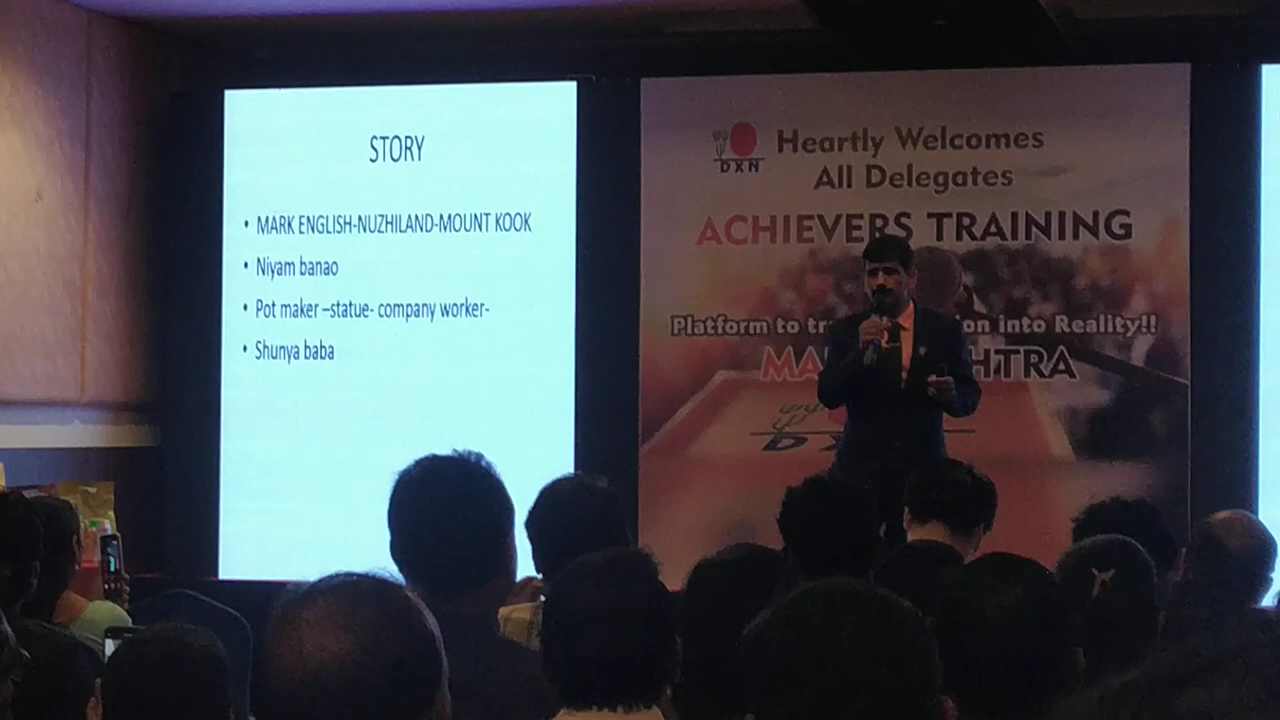 STORY
• MARK ENGLISH-NUZHILAND-MOUNT KOOK
• Niyam banao
• Pot maker –statue- company worker-
• Shunya baba
DXN
Heartly Welcomes
All Delegates
ACHIEVERS TRAINING
Platform to into Reality!!